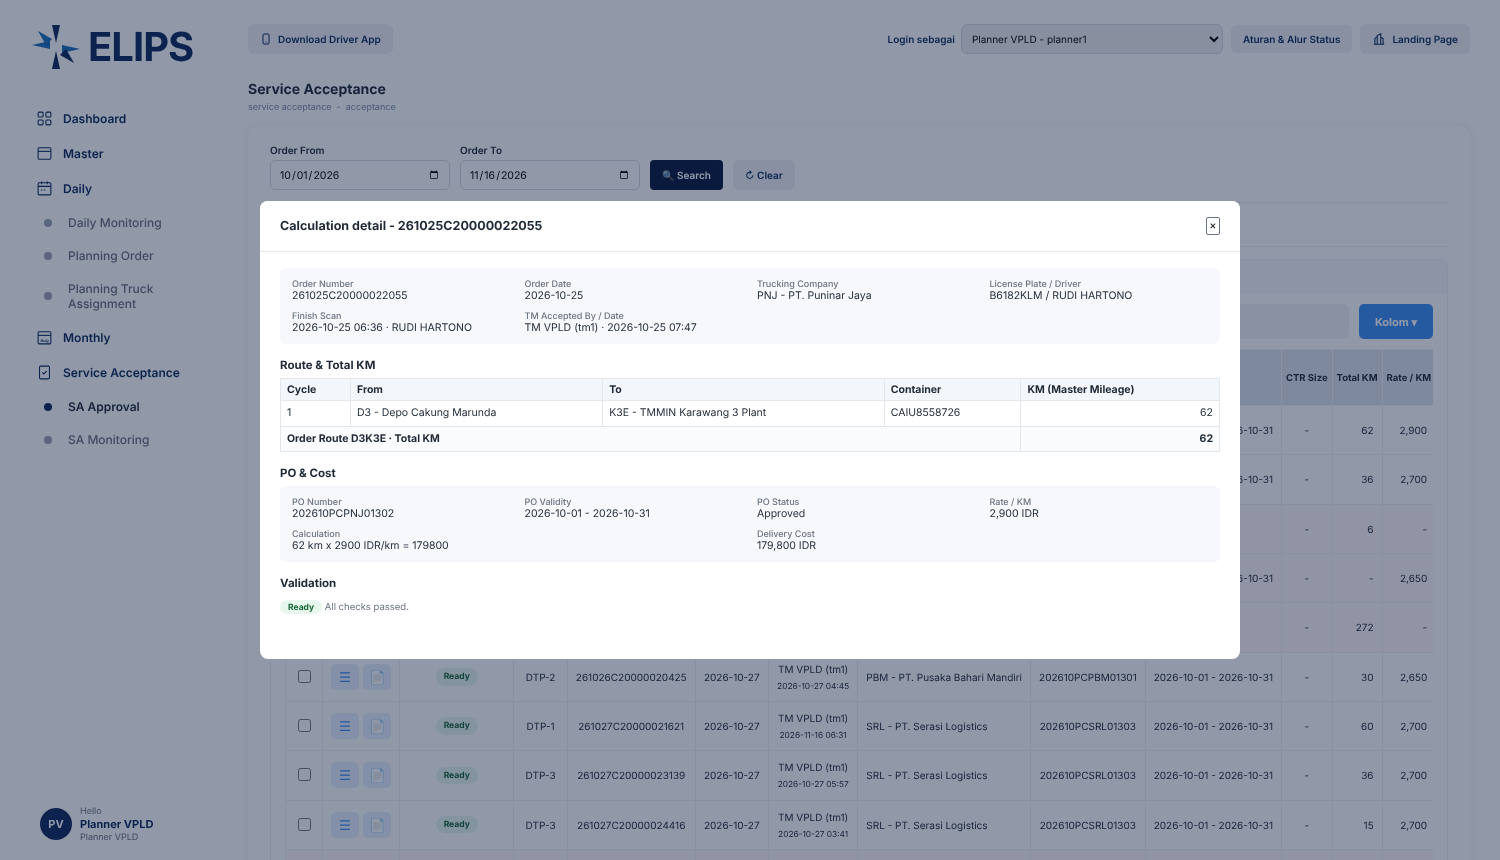 ELIPS
Download Driver App
Login sebagai
Planner VPLD - planner1
Aturan & Alur Status
Landing Page
Service Acceptance
service acceptance - acceptance
Dashboard
Master
Daily
Daily Monitoring
Planning Order
Planning Truck
Assignment
Monthly
Service Acceptance
SA Approval
SA Monitoring
Hello
PV
Planner VPLD
Planner VPLD
Order From
Order To
10/01/2026
11/16/2026
Search
Clear
Calculation detail - 261025C20000022055
Order Number
Order Date
Trucking Company
License Plate / Driver
261025C20000022055
2026-10-25
PNJ - PT. Puninar Jaya
B6182KLM / RUDI HARTONO
Finish Scan
TM Accepted By / Date
2026-10-25 06:36 · RUDI HARTONO
TM VPLD (tm1) · 2026-10-25 07:47
Route & Total KM
Cycle From To Container KM (Master Mileage)
1 D3 - Depo Cakung Marunda K3E - TMMIN Karawang 3 Plant CAIU8558726 62
Order Route D3K3E · Total KM 62
PO & Cost
PO Number
PO Validity
PO Status
Rate / KM
202610PCPNJ01302
2026-10-01 - 2026-10-31
Approved
2,900 IDR
Calculation
Delivery Cost
62 km x 2900 IDR/km = 179800
179,800 IDR
Validation
Ready All checks passed.
Kolom ▾
CTR Size Total KM Rate / KM
-10-31 - 62 2,900
-10-31 - 36 2,700
- 6 -
-10-31 - - 2,650
- 272 -
Ready DTP-2 261026C20000020425 2026-10-27 TM VPLD (tm1) PBM - PT. Pusaka Bahari Mandiri 202610PCPBM01301 2026-10-01 - 2026-10-31 - 30 2,650
2026-10-27 04:45
Ready DTP-1 261027C20000021621 2026-10-27 TM VPLD (tm1) SRL - PT. Serasi Logistics 202610PCSRL01303 2026-10-01 - 2026-10-31 - 60 2,700
2026-11-16 06:31
Ready DTP-3 261027C20000023139 2026-10-27 TM VPLD (tm1) SRL - PT. Serasi Logistics 202610PCSRL01303 2026-10-01 - 2026-10-31 - 36 2,700
2026-10-27 05:57
Ready DTP-3 261027C20000024416 2026-10-27 TM VPLD (tm1) SRL - PT. Serasi Logistics 202610PCSRL01303 2026-10-01 - 2026-10-31 - 15 2,700
2026-10-27 03:41